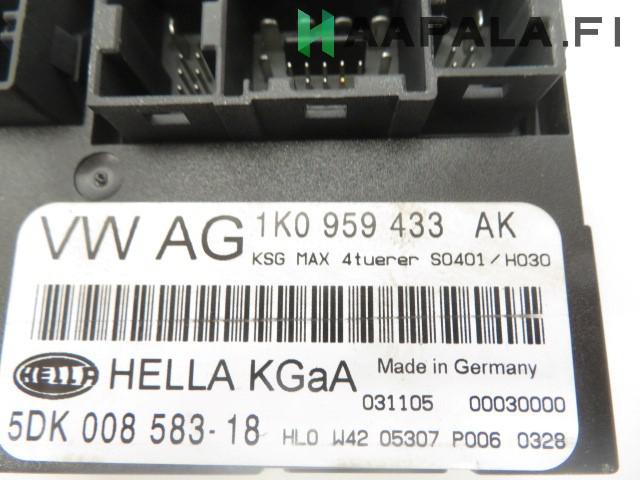 HAAPALA.FI
VW AG 1K0 959 433 AK
KSG MAX 4tuerer S0401/H030
HELLA HELLA KGaA Made in Germany
031105 00030000
5DK 008 583-18 HLO W42 05307 P006 0328